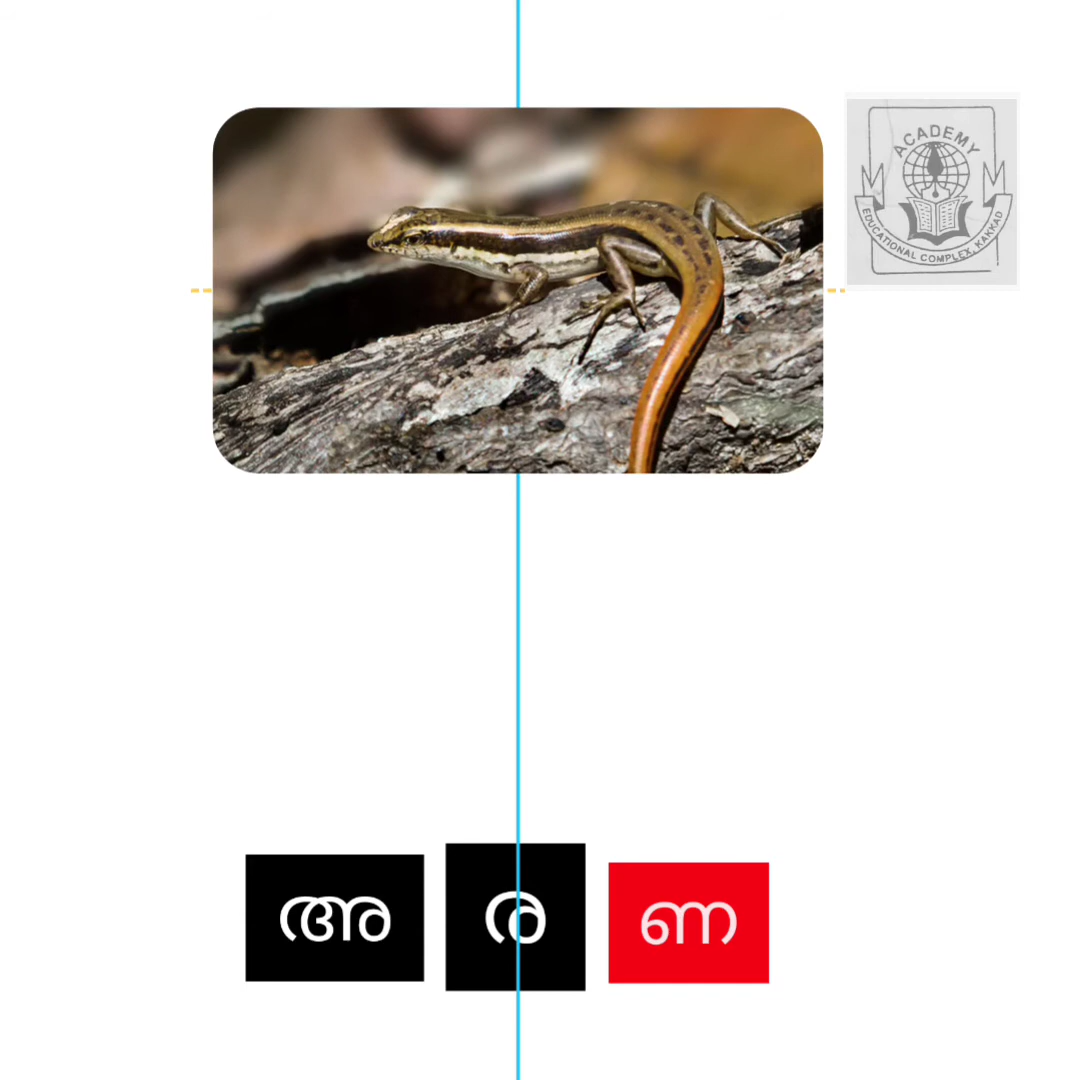 ACADEMY
M M
EDUCATIONAL COMPLEX, KAKKAD
അ ര ണ